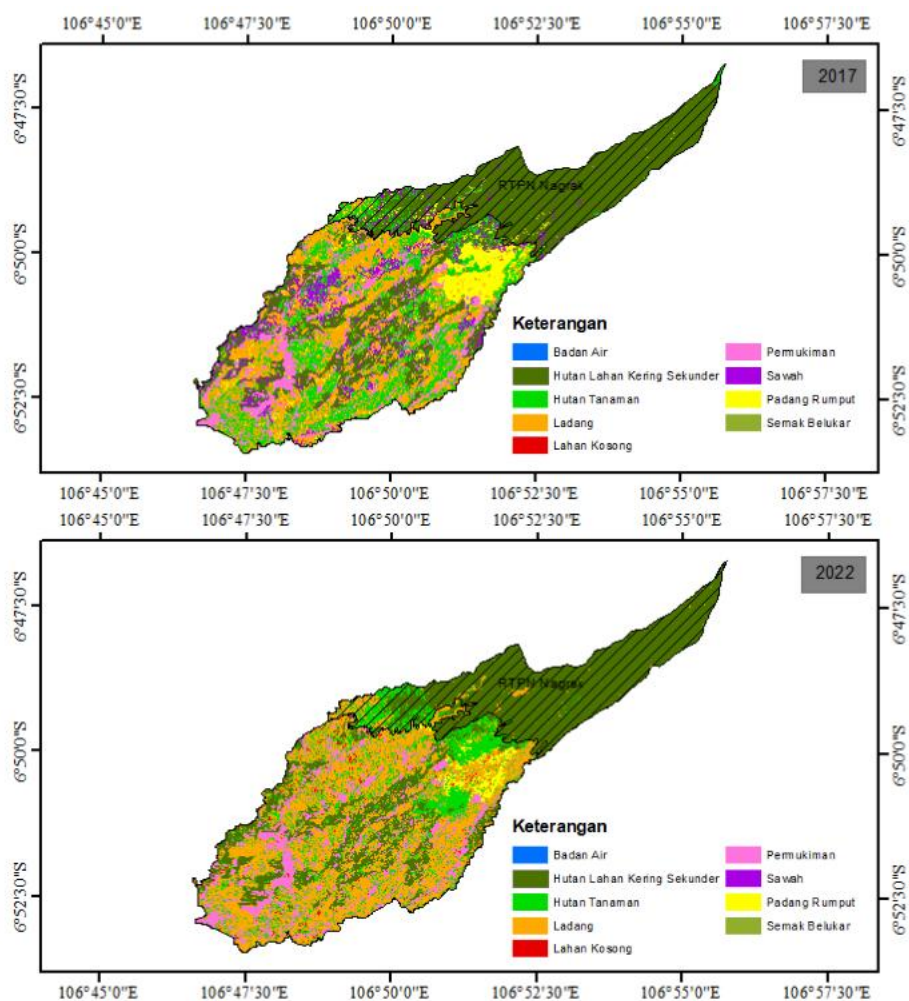 106°45'0"E 106°47'30"E 106°50'0"E 106°52'30"E 106°55'0"E 106°57'30"E
2017
6°47'30"S 6°47'30"S
RTPN Nagrak
6°50'0"S 6°50'0"S
Keterangan
Badan Air Permukiman
Hutan Lahan Kering Sekunder Sawah
Hutan Tanaman Padang Rumput
Ladang Semak Belukar
Lahan Kosong
6°52'30"S 6°52'30"S
106°45'0"E 106°47'30"E 106°50'0"E 106°52'30"E 106°55'0"E 106°57'30"E
106°45'0"E 106°47'30"E 106°50'0"E 106°52'30"E 106°55'0"E 106°57'30"E
2022
6°47'30"S 6°47'30"S
RTPN Nagrak
6°50'0"S 6°50'0"S
Keterangan
Badan Air Permukiman
Hutan Lahan Kering Sekunder Sawah
Hutan Tanaman Padang Rumput
Ladang Semak Belukar
Lahan Kosong
6°52'30"S 6°52'30"S
106°45'0"E 106°47'30"E 106°50'0"E 106°52'30"E 106°55'0"E 106°57'30"E